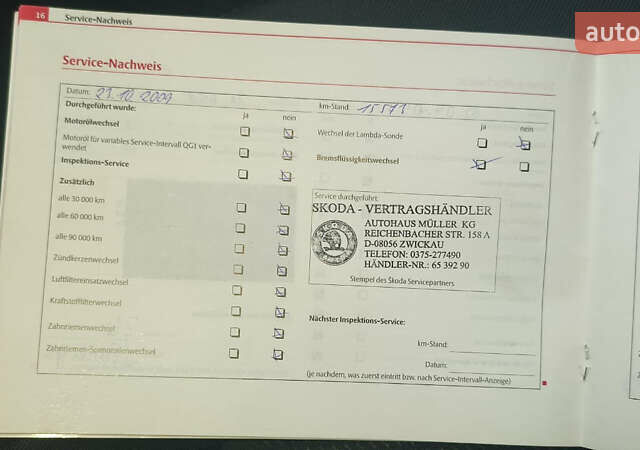 16 Service-Nachweis
auto
Service-Nachweis
Datum: 21.10.2009
km-Stand: 15573
Durchgeführt wurde:
ja nein
Motorölwechsel
Motoröl für variables Service-Intervall QG1 ver-
wendet
Inspektions-Service
Zusätzlich
alle 30 000 km
alle 60 000 km
alle 90 000 km
Zündkerzenwechsel
Luftfiltereinsatzwechsel
Kraftstofffilterwechsel
Zahnriemenwechsel
Zahnriemen-Spannrollenwechsel
ja nein
Wechsel der Lambda-Sonde
Bremsflüssigkeitswechsel
Service durchgeführt:
SKODA - VERTRAGSHÄNDLER
AUTOHAUS MÜLLER KG
REICHENBACHER STR. 158 A
D-08056 ZWICKAU
TELEFON: 0375-277490
HÄNDLER-NR.: 65 392 90
Stempel des Škoda Servicepartners
Nächster Inspektions-Service:
km-Stand:
Datum:
(je nachdem, was zuerst eintritt bzw. nach Service-Intervall-Anzeige)